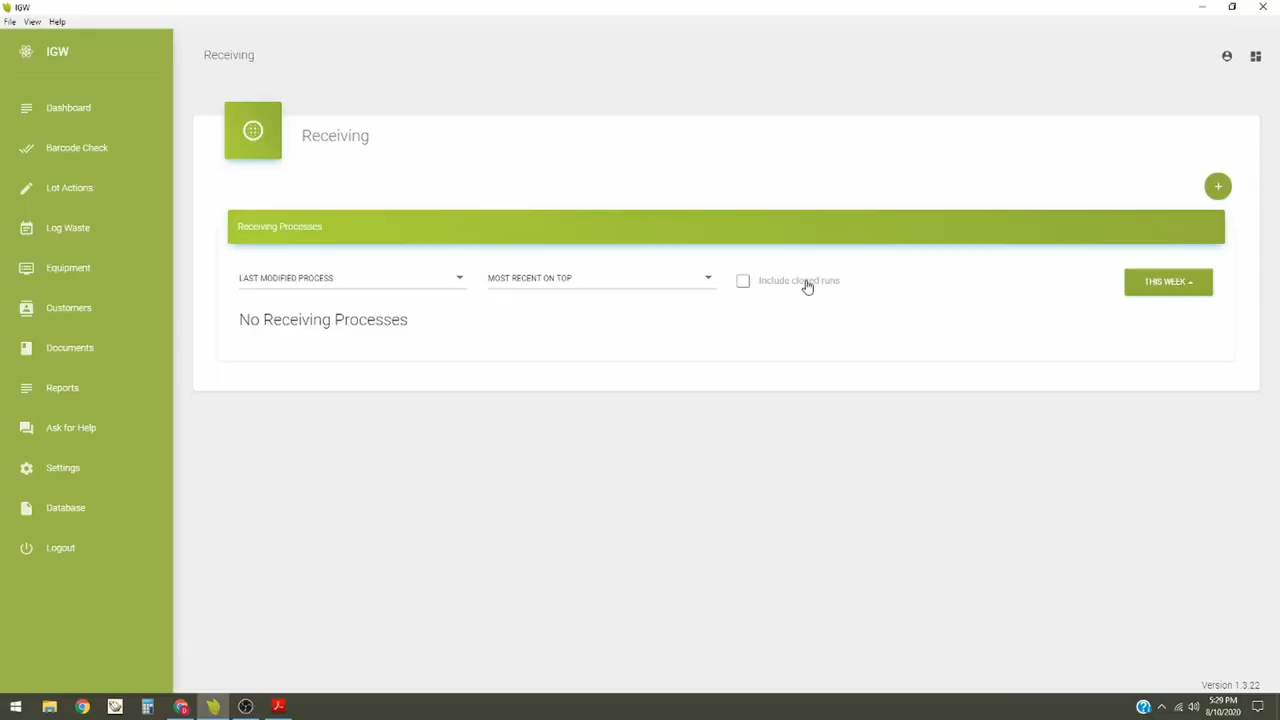 IGW
File View Help
IGW
Receiving
Dashboard
Barcode Check
Lot Actions
Log Waste
Equipment
Customers
Documents
Reports
Ask for Help
Settings
Database
Logout
Receiving
Receiving Processes
LAST MODIFIED PROCESS
MOST RECENT ON TOP
Include closed runs
THIS WEEK
No Receiving Processes
Version 1.3.22
5:29 PM
8/10/2020